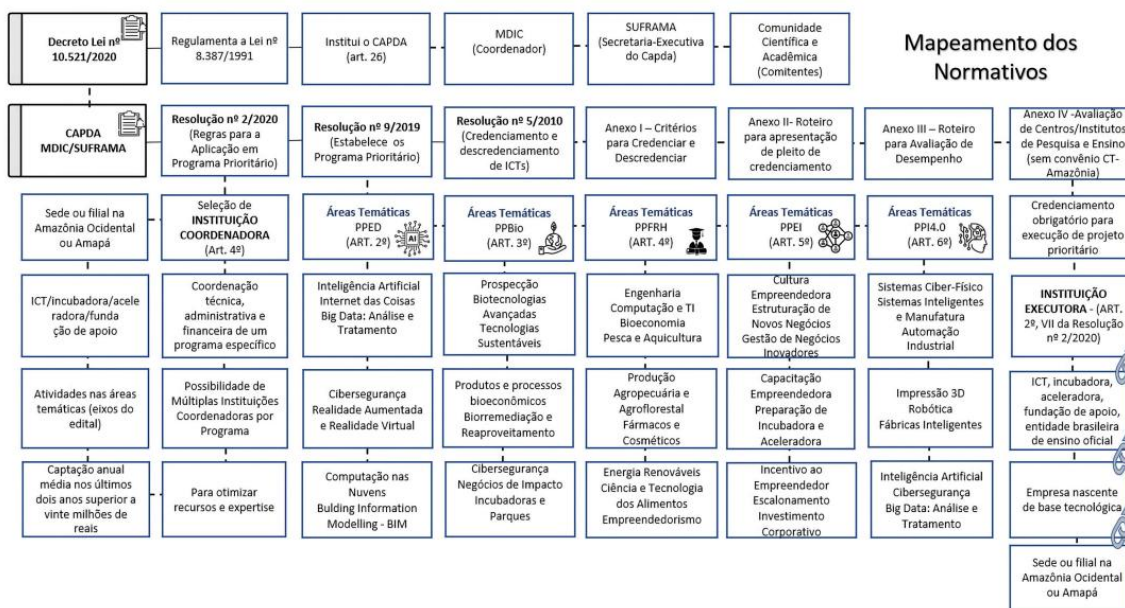 Mapeamento dos
Normativos
Decreto Lei nº
10.521/2020
Regulamenta a Lei nº
8.387/1991
Institui o CAPDA
(art. 26)
MDIC
(Coordenador)
SUFRAMA
(Secretaria-Executiva
do Capda)
Comunidade
Científica e
Acadêmica
(Comitentes)
CAPDA
MDIC/SUFRAMA
Resolução nº 2/2020
(Regras para a
Aplicação em
Programa Prioritário)
Resolução nº 9/2019
(Estabelece os
Programa Prioritário)
Resolução nº 5/2010
(Credenciamento e
descredenciamento
de ICTs)
Anexo I – Critérios
para Credenciar e
Descredenciar
Anexo II- Roteiro
para apresentação
de pleito de
credenciamento
Anexo III – Roteiro
para Avaliação de
Desempenho
Anexo IV -Avaliação
de Centros/Institutos
de Pesquisa e Ensino
(sem convênio CT-
Amazônia)
Sede ou filial na
Amazônia Ocidental
ou Amapá
Seleção de
INSTITUIÇÃO
COORDENADORA
(Art. 4º)
Áreas Temáticas
PPED
(ART. 2º)
AI
Áreas Temáticas
PPBio
(ART. 3º)
Áreas Temáticas
PPFRH
(ART. 4º)
Áreas Temáticas
PPEI
(ART. 5º)
Áreas Temáticas
PPI4.0
(ART. 6º)
Credenciamento
obrigatório para
execução de projeto
prioritário
ICT/incubadora/acele
radora/funda
ção de apoio
Coordenação
técnica,
administrativa e
financeira de um
programa específico
Inteligência Artificial
Internet das Coisas
Big Data: Análise e
Tratamento
Prospecção
Biotecnologias
Avançadas
Tecnologias
Sustentáveis
Engenharia
Computação e TI
Bioeconomia
Pesca e Aquicultura
Cultura
Empreendedora
Estruturação de
Novos Negócios
Gestão de Negócios
Inovadores
Sistemas Ciber-Físico
Sistemas Inteligentes
e Manufatura
Automação
Industrial
INSTITUIÇÃO
EXECUTORA - (ART.
2º, VII da Resolução
nº 2/2020)
Atividades nas áreas
temáticas (eixos do
edital)
Possibilidade de
Múltiplas Instituições
Coordenadoras por
Programa
Cibersegurança
Realidade Aumentada
e Realidade Virtual
Produtos e processos
bioeconômicos
Biorremediação e
Reaproveitamento
Produção
Agropecuária e
Agroflorestal
Fármacos e
Cosméticos
Capacitação
Empreendedora
Preparação de
Incubadora e
Aceleradora
Impressão 3D
Robótica
Fábricas Inteligentes
ICT, incubadora,
aceleradora,
fundação de apoio,
entidade brasileira
de ensino oficial
Captação anual
média nos últimos
dois anos superior a
vinte milhões de
reais
Para otimizar
recursos e expertise
Computação nas
Nuvens
Bulding Information
Modelling - BIM
Cibersegurança
Negócios de Impacto
Incubadoras e
Parques
Energia Renováveis
Ciência e Tecnologia
dos Alimentos
Empreendedorismo
Incentivo ao
Empreendedor
Escalonamento
Investimento
Corporativo
Inteligência Artificial
Cibersegurança
Big Data: Análise e
Tratamento
Empresa nascente
de base tecnológica
Sede ou filial na
Amazônia Ocidental
ou Amapá